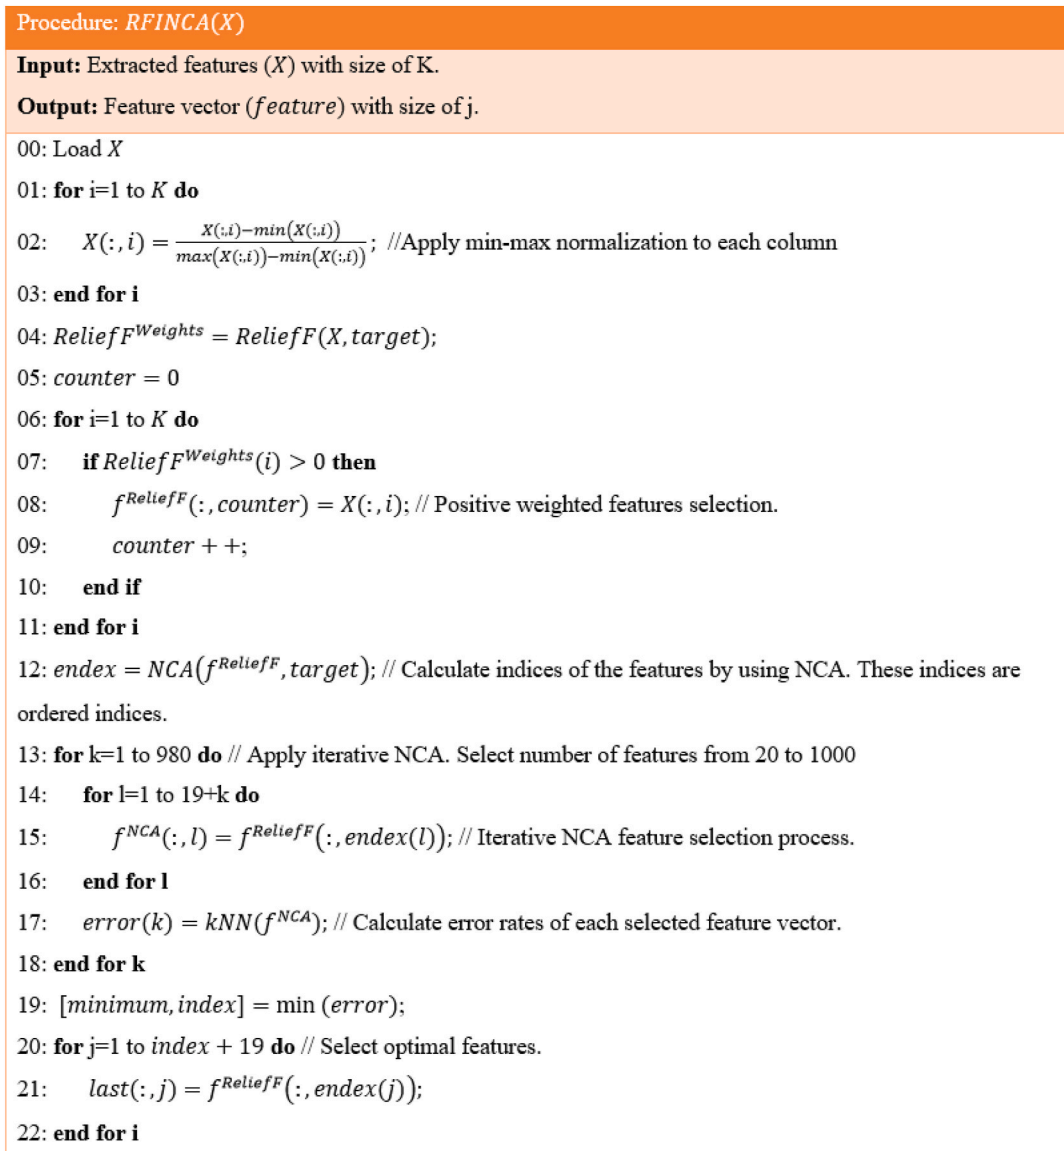 Procedure: RFINCA(X)
Input: Extracted features (X) with size of K.
Output: Feature vector (feature) with size of j.
00: Load X
01: for i=1 to K do
02: X(:,i) = \frac{X(:,i)−min(X(:,i))}{max(X(:,i))−min(X(:,i))}; //Apply min-max normalization to each column
03: end for i
04: ReliefF^{Weights} = ReliefF(X, target);
05: counter = 0
06: for i=1 to K do
07: if ReliefF^{Weights}(i) > 0 then
08: f^{ReliefF}(:, counter) = X(:, i); // Positive weighted features selection.
09: counter + +;
10: end if
11: end for i
12: endex = NCA(f^{ReliefF}, target); // Calculate indices of the features by using NCA. These indices are
ordered indices.
13: for k=1 to 980 do // Apply iterative NCA. Select number of features from 20 to 1000
14: for l=1 to 19+k do
15: f^{NCA}(:, l) = f^{ReliefF}(:, endex(l)); // Iterative NCA feature selection process.
16: end for l
17: error(k) = kNN(f^{NCA}); // Calculate error rates of each selected feature vector.
18: end for k
19: [minimum, index] = min (error);
20: for j=1 to index + 19 do // Select optimal features.
21: last(:, j) = f^{ReliefF}(:, endex(j));
22: end for i